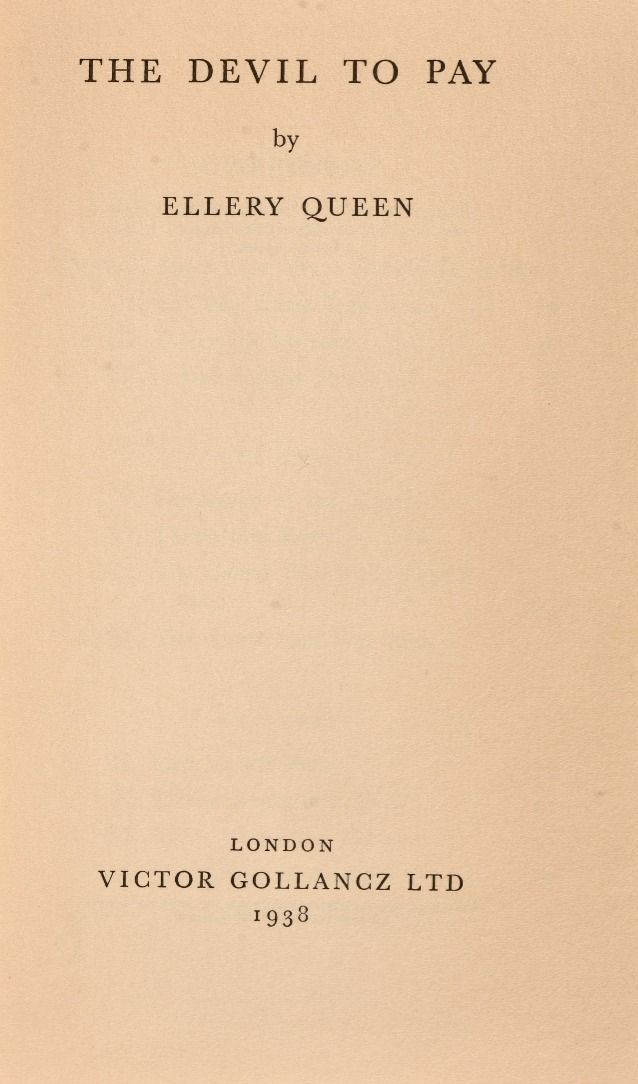 THE DEVIL TO PAY
by
ELLERY QUEEN
LONDON
VICTOR GOLLANCZ LTD
1938